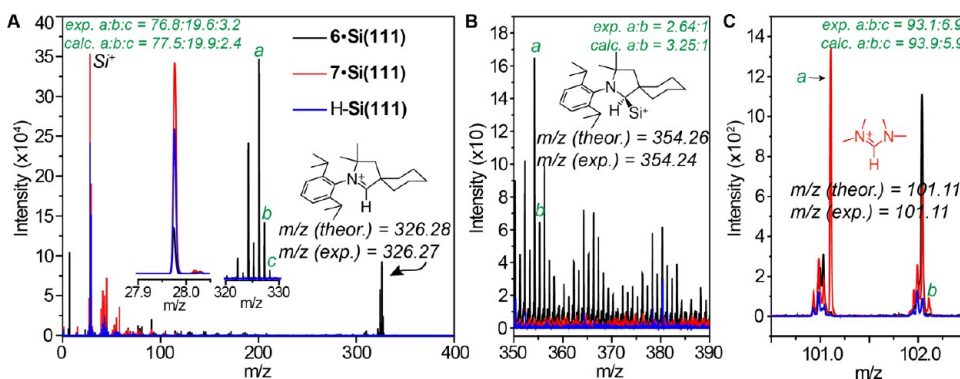 A
exp. a:b:c = 76.8:19.6:3.2
calc. a:b:c = 77.5:19.9:2.4
Si⁺
a
6•Si(111)
7•Si(111)
H-Si(111)
N⁺
H
b
c
m/z (theor.) = 326.28
m/z (exp.) = 326.27
Intensity (x10⁴)
40
35
30
25
20
15
10
5
0
27.9
28.0
m/z
320
330
m/z
0
100
200
300
400
m/z
B
exp. a:b = 2.64:1
calc. a:b = 3.25:1
a
N
H
Si⁺
m/z (theor.) = 354.26
m/z (exp.) = 354.24
b
Intensity (x10²)
18
16
14
12
10
8
6
4
2
0
350
360
370
380
390
m/z
C
exp. a:b = 93.1:6.9
calc. a:b = 93.9:5.9
a
N
N
+
H
m/z (theor.) = 101.11
m/z (exp.) = 101.11
b
Intensity (x10²)
14
12
10
8
6
4
2
0
101.0
102.0
m/z